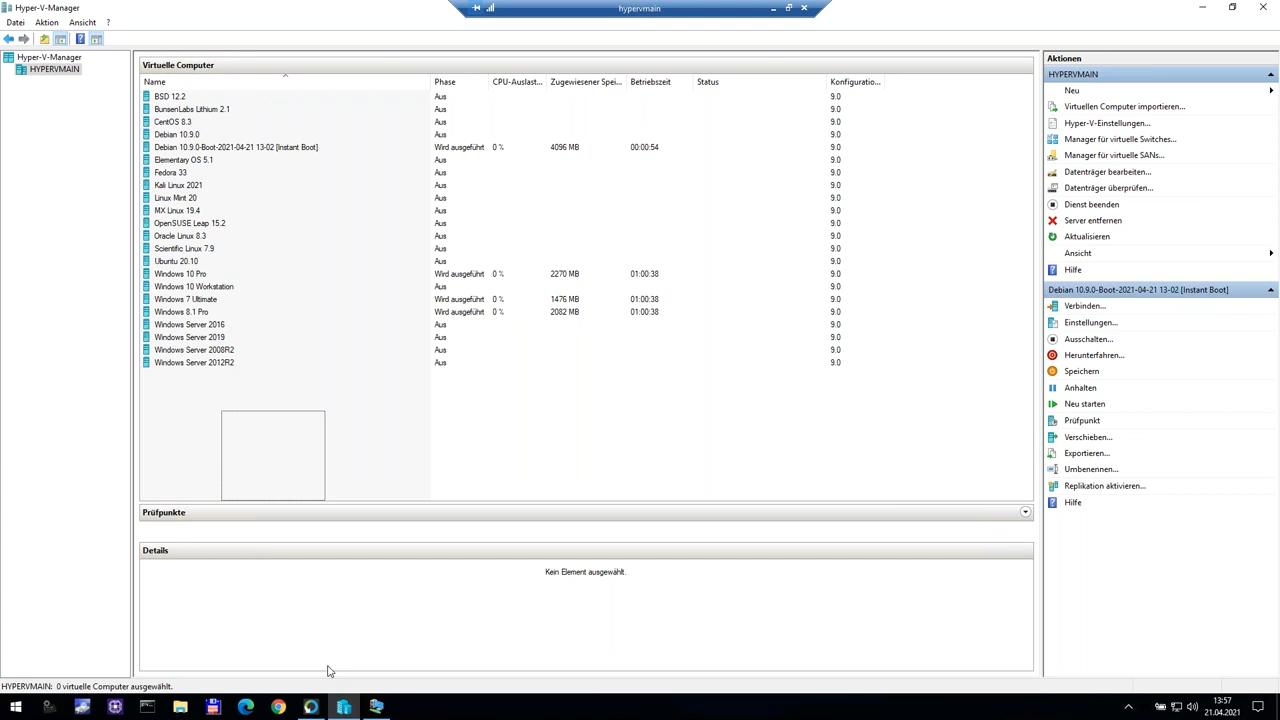 Hyper-V-Manager
hypervmain
Datei Aktion Ansicht ?
Hyper-V-Manager
HYPERVMAIN
Virtuelle Computer
Name Phase CPU-Auslast... Zugewiesener Spei... Betriebszeit Status Konfiguratio...
BSD 12.2 Aus 9.0
BunsenLabs Lithium 2.1 Aus 9.0
CentOS 8.3 Aus 9.0
Debian 10.9.0 Aus 9.0
Debian 10.9.0-Boot-2021-04-21 13-02 [Instant Boot] Wird ausgeführt 0 % 4096 MB 00:00:54 9.0
Elementary OS 5.1 Aus 9.0
Fedora 33 Aus 9.0
Kali Linux 2021 Aus 9.0
Linux Mint 20 Aus 9.0
MX Linux 19.4 Aus 9.0
OpenSUSE Leap 15.2 Aus 9.0
Oracle Linux 8.3 Aus 9.0
Scientific Linux 7.9 Aus 9.0
Ubuntu 20.10 Aus 9.0
Windows 10 Pro Wird ausgeführt 0 % 2270 MB 01:00:38 9.0
Windows 10 Workstation Aus 9.0
Windows 7 Ultimate Wird ausgeführt 0 % 1476 MB 01:00:38 9.0
Windows 8.1 Pro Wird ausgeführt 0 % 2082 MB 01:00:38 9.0
Windows Server 2016 Aus 9.0
Windows Server 2019 Aus 9.0
Windows Server 2008R2 Aus 9.0
Windows Server 2012R2 Aus 9.0
Prüfpunkte
Details
Kein Element ausgewählt.
Aktionen
HYPERVMAIN
Neu
Virtuellen Computer importieren...
Hyper-V-Einstellungen...
Manager für virtuelle Switches...
Manager für virtuelle SANs...
Datenträger bearbeiten...
Datenträger überprüfen...
Dienst beenden
Server entfernen
Aktualisieren
Ansicht
Hilfe
Debian 10.9.0-Boot-2021-04-21 13-02 [Instant Boot]
Verbinden...
Einstellungen...
Ausschalten...
Herunterfahren...
Speichern
Anhalten
Neu starten
Prüfpunkt
Verschieben...
Exportieren...
Umbenennen...
Replikation aktivieren...
Hilfe
HYPERVMAIN: 0 virtuelle Computer ausgewählt.
13:57
21.04.2021